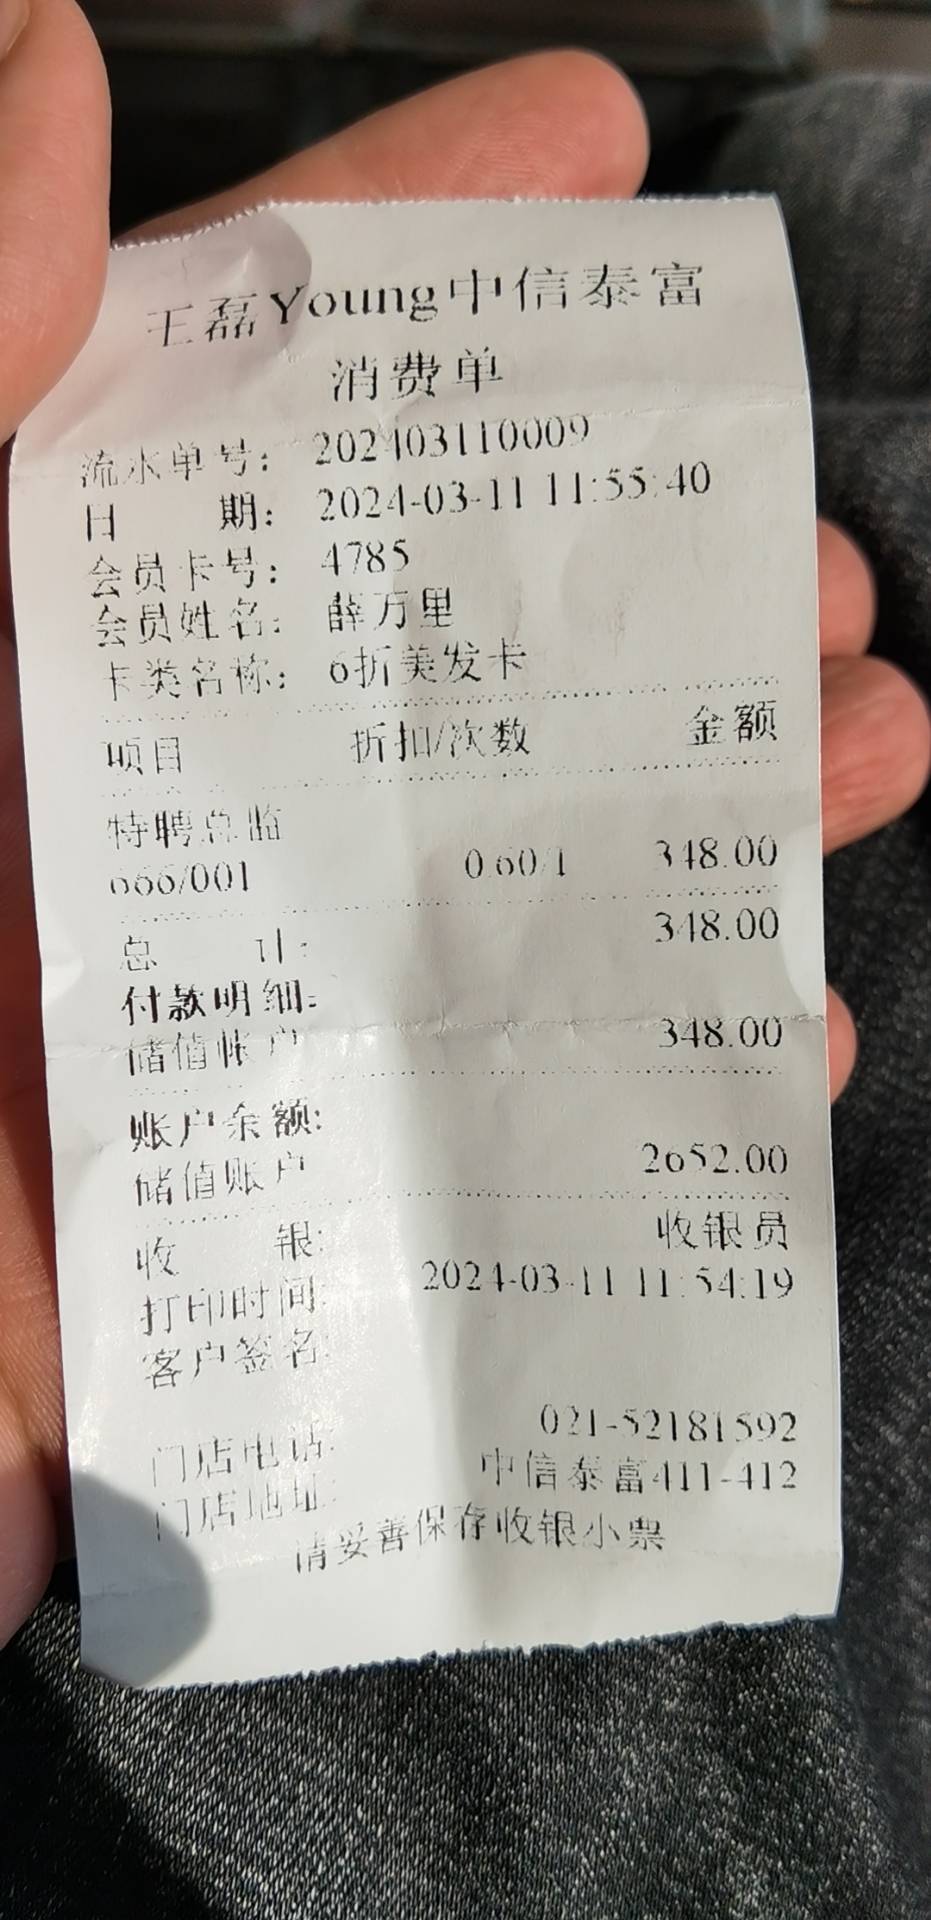 王磊Young中信泰富
消费单
流水单号: 202403110009
日 期: 2024-03-11 11:55:40
会员卡号: 4785
会员姓名: 薛万里
卡类名称: 6折美发卡
项目 折扣/次数 金额
特聘总监
666/001 0.60/1 348.00
总 计: 348.00
付款明细:
储值帐户 348.00
账户余额:
储值账户 2652.00
收 银: 收银员
打印时间: 2024-03-11 11:54:19
客户签名:
门店电话: 021-52181592
门店地址: 中信泰富411-412
请妥善保存收银小票